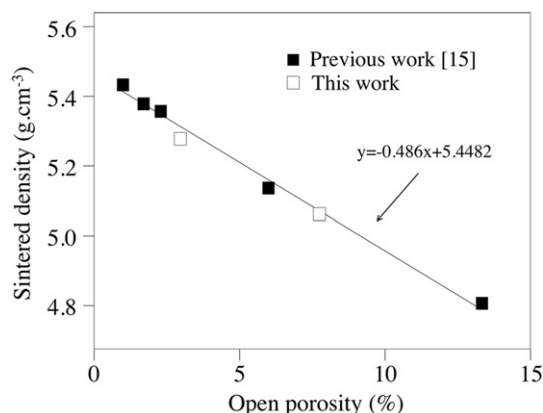 5.6
Previous work [15]
This work
5.4
y=-0.486x+5.4482
5.2
5.0
4.8
Sintered density (g.cm-3)
0 5 10 15
Open porosity (%)